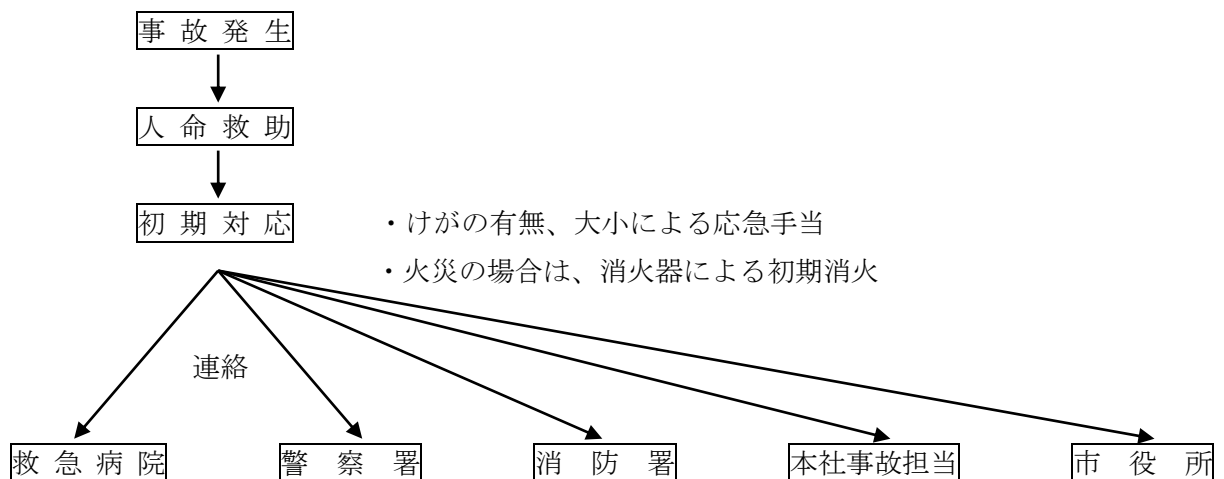 事故発生
人命救助
初期対応
・けがの有無、大小による応急手当
・火災の場合は、消火器による初期消火
連絡
救急病院
警察署
消防署
本社事故担当
市役所